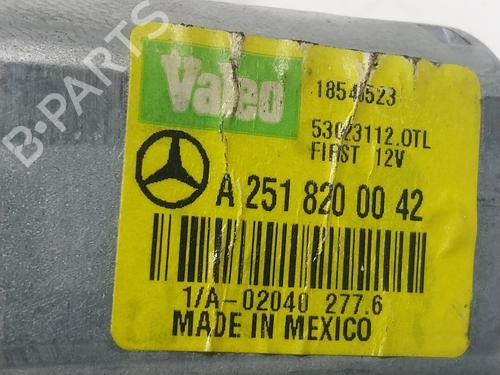 B-PARTS
Valeo
18540523
53023112.OTL
FIRST 12V
A 251 820 00 42
1/A-02040 277.6
MADE IN MEXICO